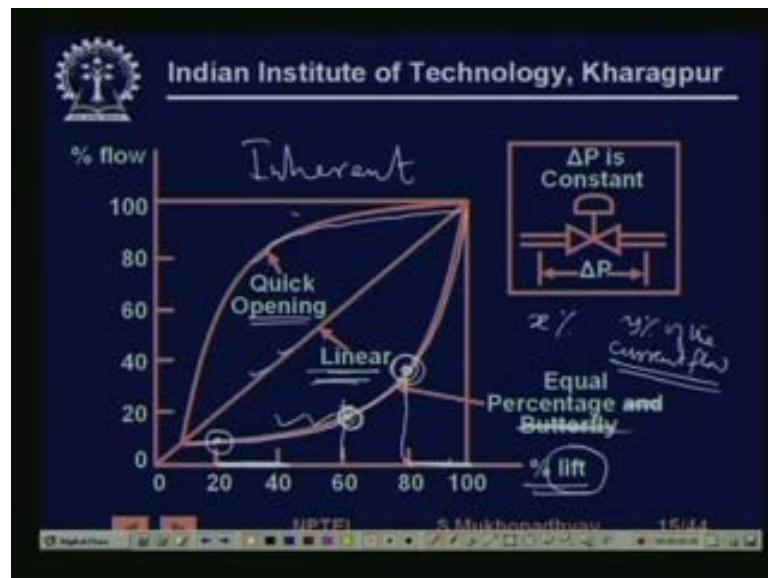 Indian Institute of Technology, Kharagpur
% flow
Inherent
ΔP is
Constant
ΔP
100
80
60
40
20
0
Quick
Opening
Linear
x % y% of the
current flow
Equal
Percentage and
Butterfly
% lift
0 20 40 60 80 100
NPTEL S.Mukhopadhyay 15/44